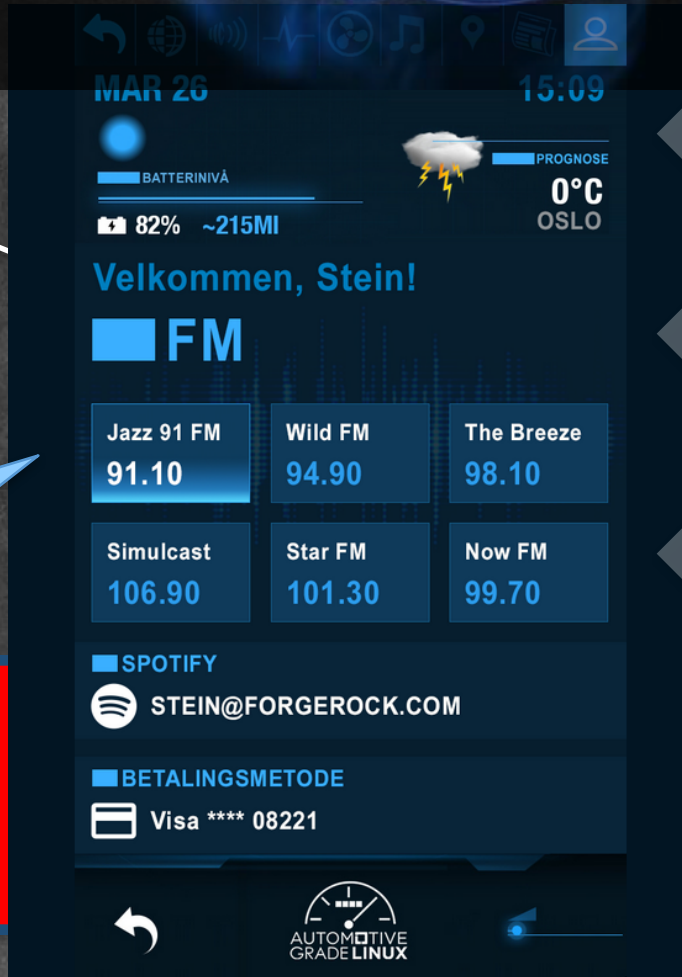 MAR 26
15:09
BATTERINIVÅ
82% ~215MI
PROGNOSE
0°C
OSLO
Velkommen, Stein!
FM
Jazz 91 FM
91.10
Wild FM
94.90
The Breeze
98.10
Simulcast
106.90
Star FM
101.30
Now FM
99.70
SPOTIFY
STEIN@FORGEROCK.COM
BETALINGSMETODE
Visa **** 08221
AUTOMOTIVE
GRADE LINUX